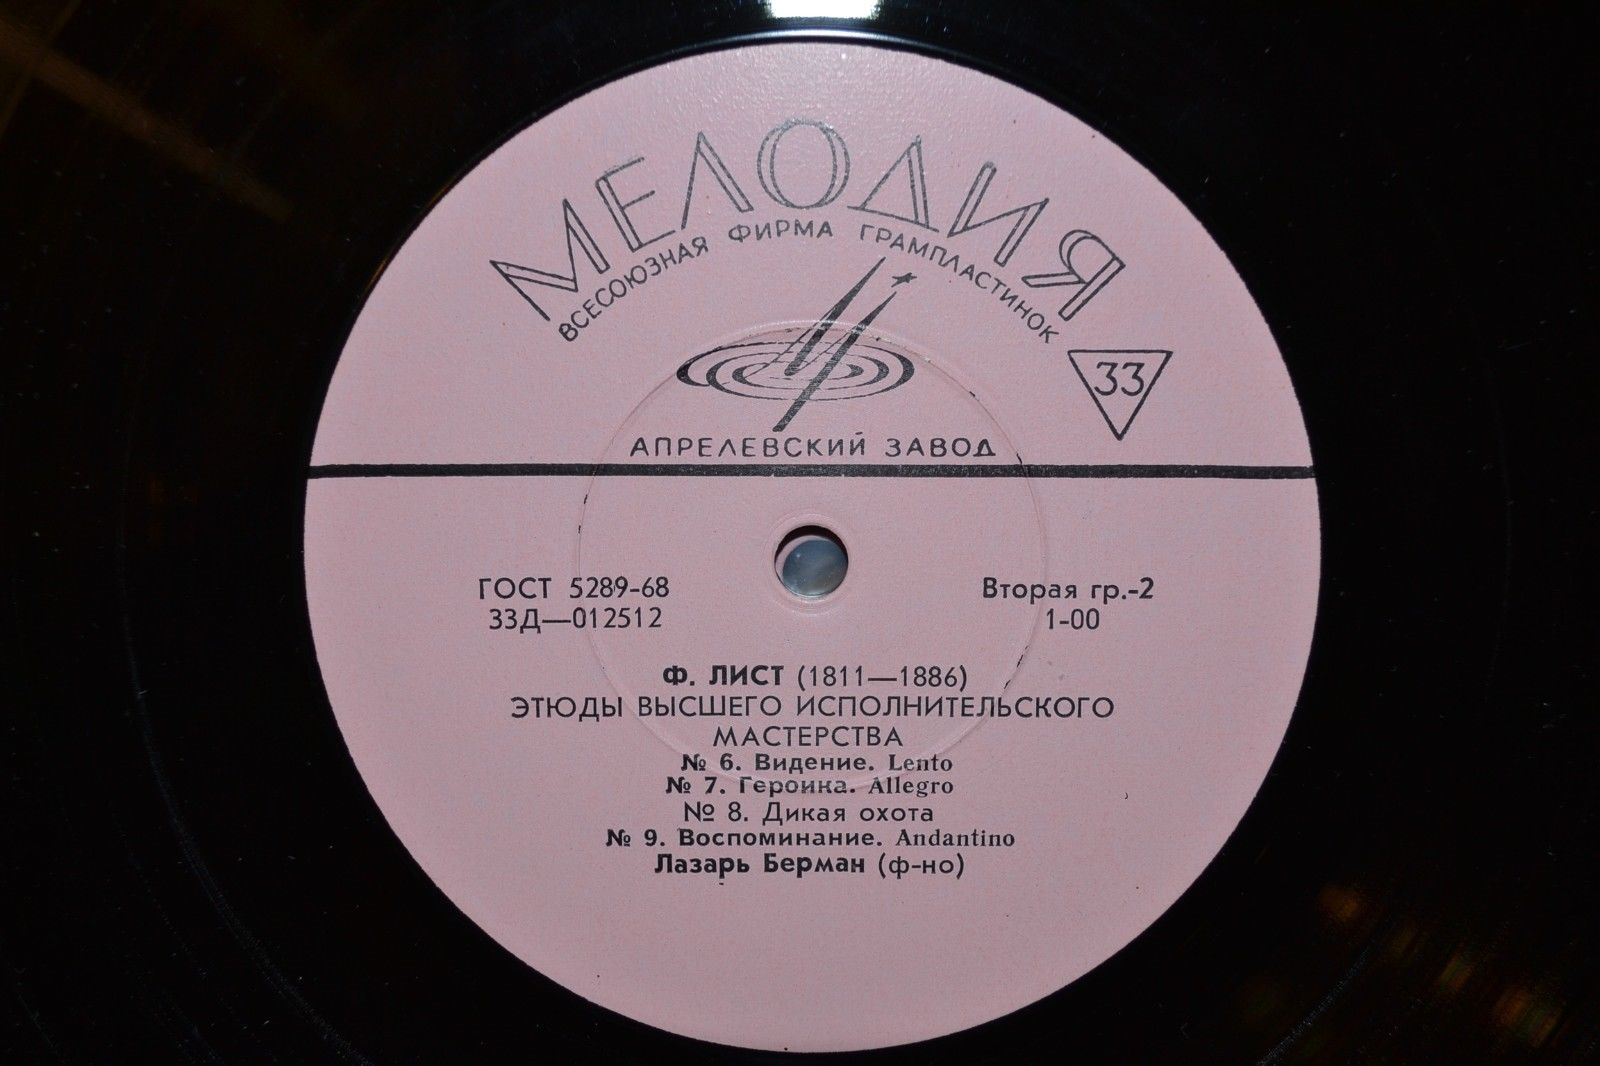 МЕЛОДИЯ
ВСЕСОЮЗНАЯ ФИРМА ГРАМПЛАСТИНОК
33
АПРЕЛЕВСКИЙ ЗАВОД
ГОСТ 5289-68
33Д—012512
Вторая гр.-2
1-00
Ф. ЛИСТ (1811—1886)
ЭТЮДЫ ВЫСШЕГО ИСПОЛНИТЕЛЬСКОГО
МАСТЕРСТВА
№ 6. Видение. Lento
№ 7. Героика. Allegro
№ 8. Дикая охота
№ 9. Воспоминание. Andantino
Лазарь Берман (ф-но)